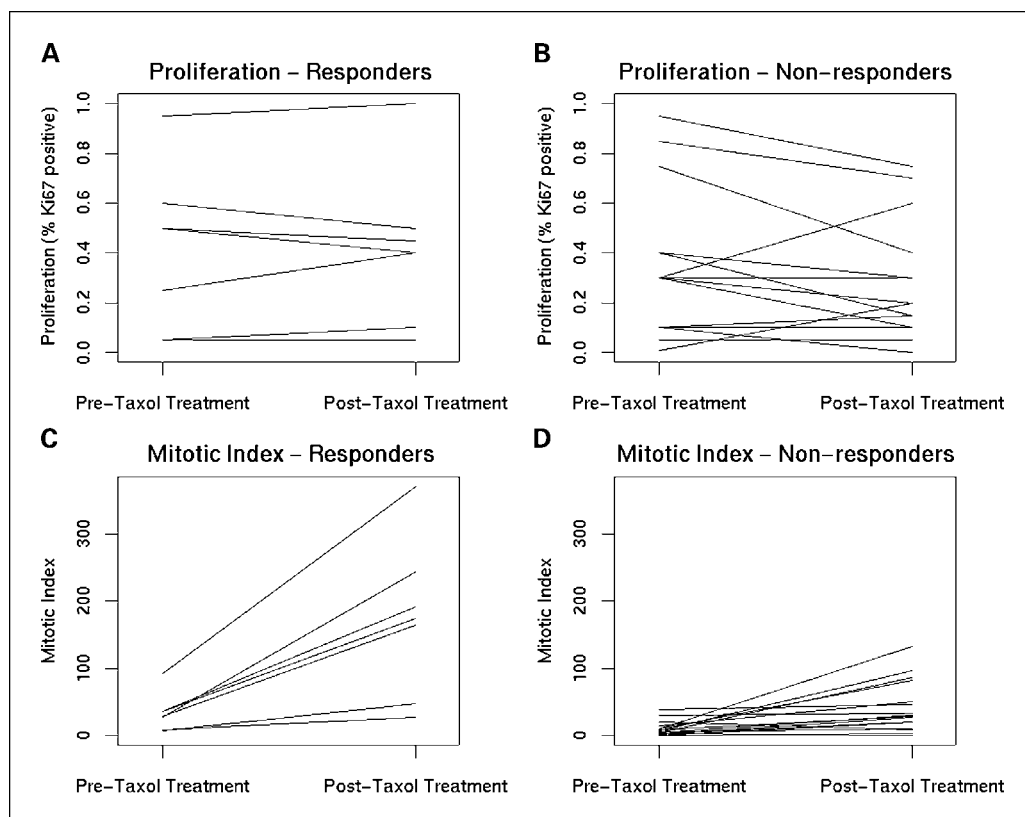 A
Proliferation – Responders
Proliferation (% Ki67 positive)
1.0
0.8
0.6
0.4
0.2
0.0
Pre–Taxol Treatment
Post–Taxol Treatment
B
Proliferation – Non–responders
Proliferation (% Ki67 positive)
1.0
0.8
0.6
0.4
0.2
0.0
Pre–Taxol Treatment
Post–Taxol Treatment
C
Mitotic Index – Responders
Mitotic Index
300
200
100
0
Pre–Taxol Treatment
Post–Taxol Treatment
D
Mitotic Index – Non–responders
Mitotic Index
300
200
100
0
Pre–Taxol Treatment
Post–Taxol Treatment